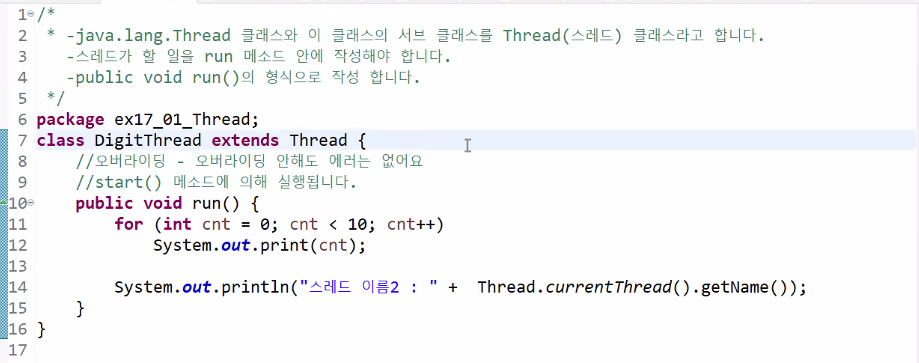 1 /*
2  * -java.lang.Thread 클래스와 이 클래스의 서브 클래스를 Thread(스레드) 클래스라고 합니다.
3    -스레드가 할 일을 run 메소드 안에 작성해야 합니다.
4    -public void run()의 형식으로 작성 합니다.
5  */
6 package ex17_01_Thread;
7 class DigitThread extends Thread {
8     //오버라이딩 - 오버라이딩 안해도 에러는 없어요
9     //start() 메소드에 의해 실행됩니다.
10     public void run() {
11         for (int cnt = 0; cnt < 10; cnt++)
12             System.out.print(cnt);
13
14         System.out.println("스레드 이름2 : " +  Thread.currentThread().getName());
15     }
16 }
17